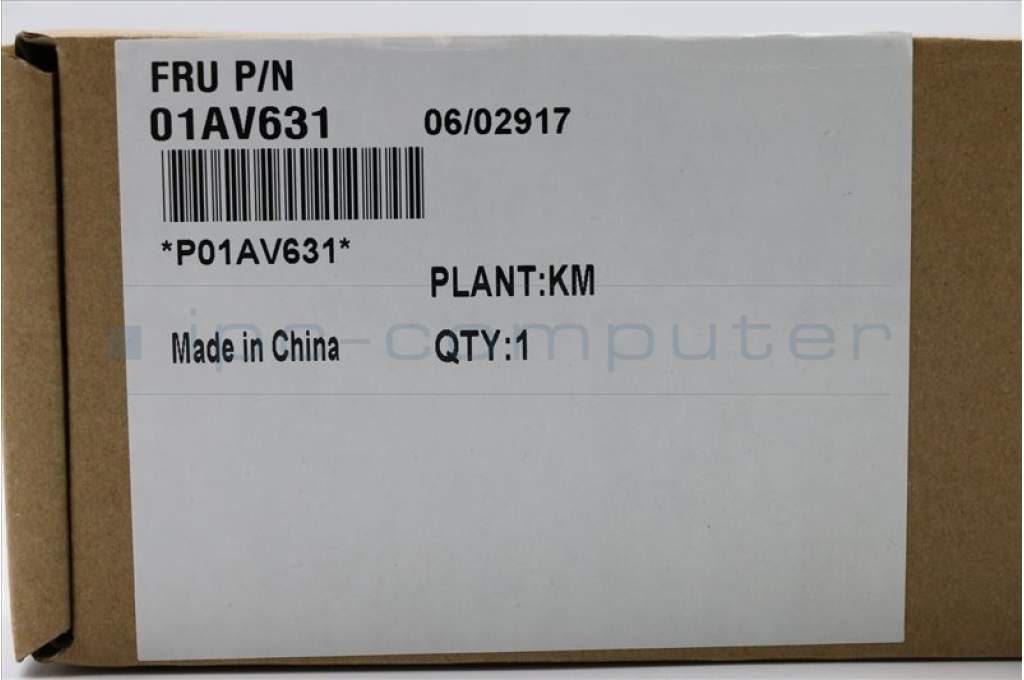 FRU P/N
01AV631 06/02917
*P01AV631*
PLANT:KM
Made in China QTY:1
ipc-computer